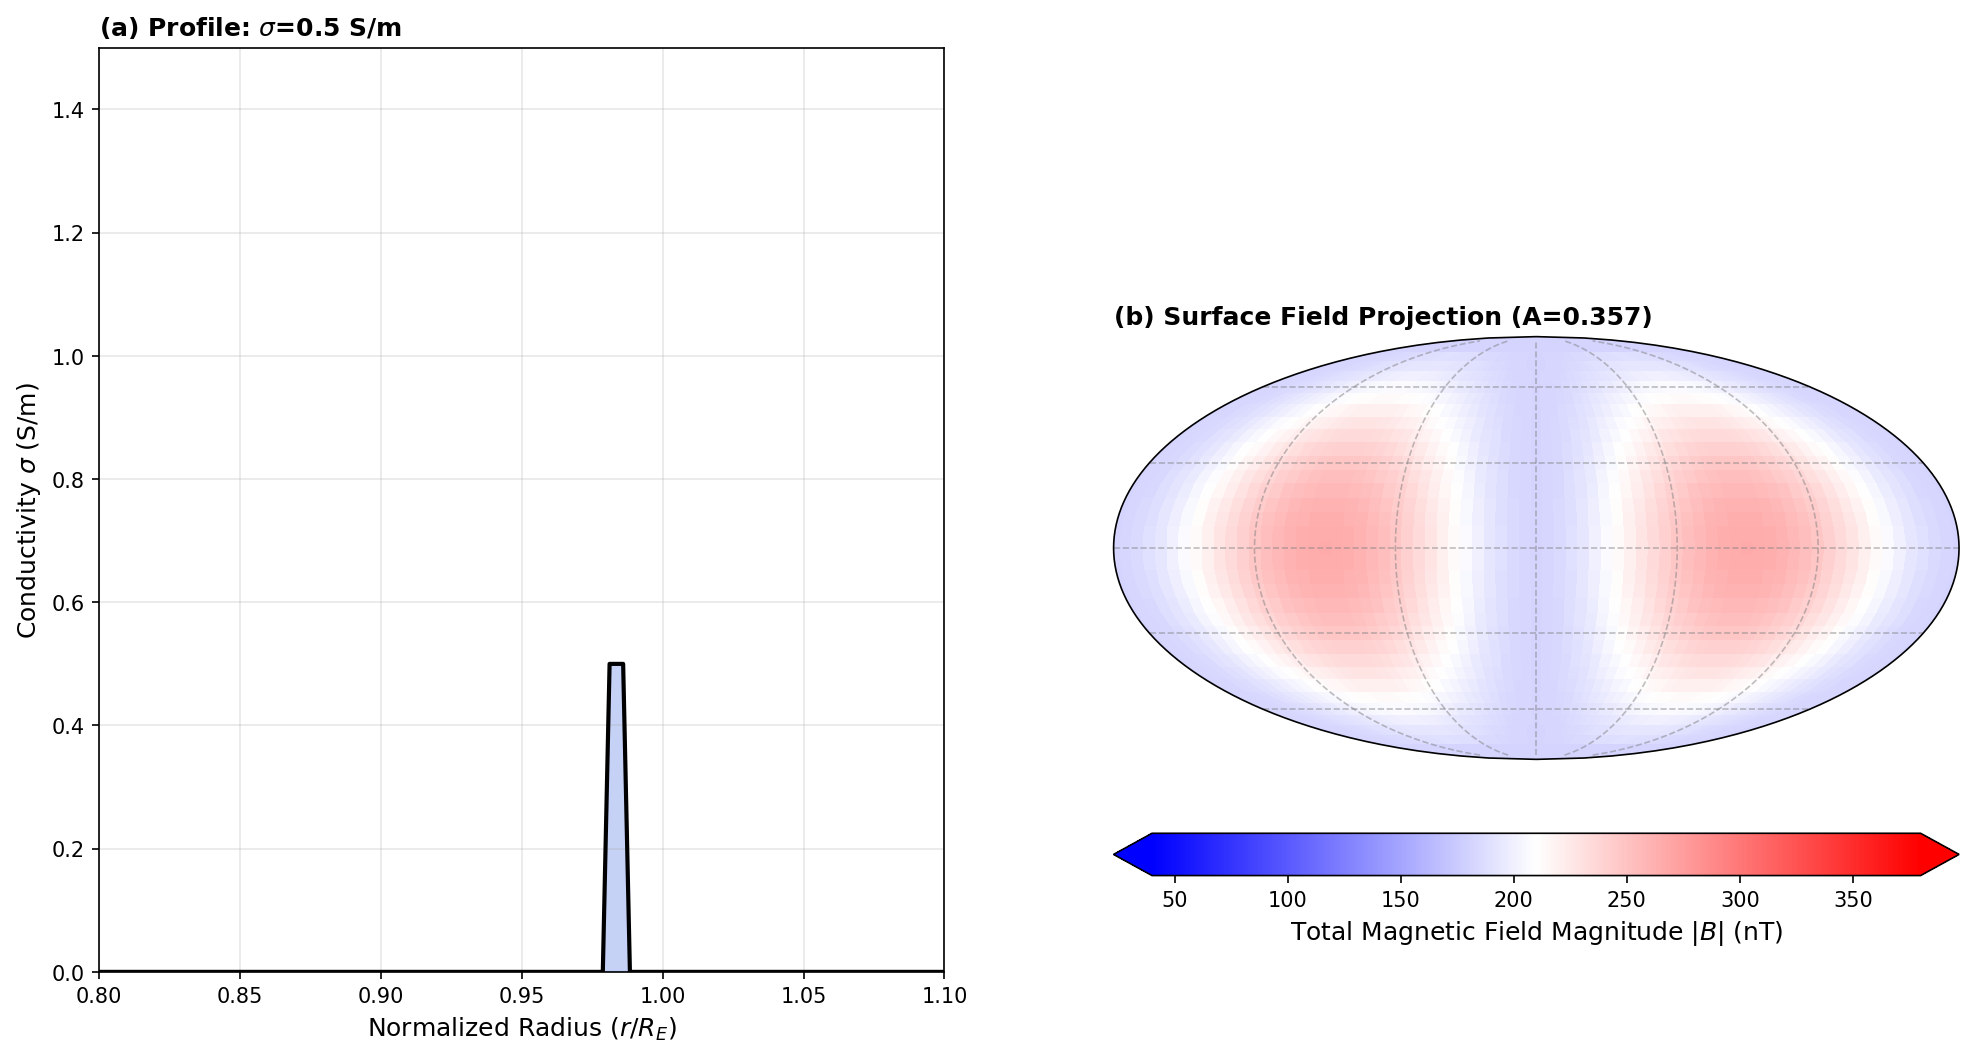 (a) Profile: σ=0.5 S/m
1.4
1.2
1.0
0.8
0.6
0.4
0.2
0.0
Conductivity σ (S/m)
0.80 0.85 0.90 0.95 1.00 1.05 1.10
Normalized Radius (r/R_E)
(b) Surface Field Projection (A=0.357)
50 100 150 200 250 300 350
Total Magnetic Field Magnitude |B| (nT)